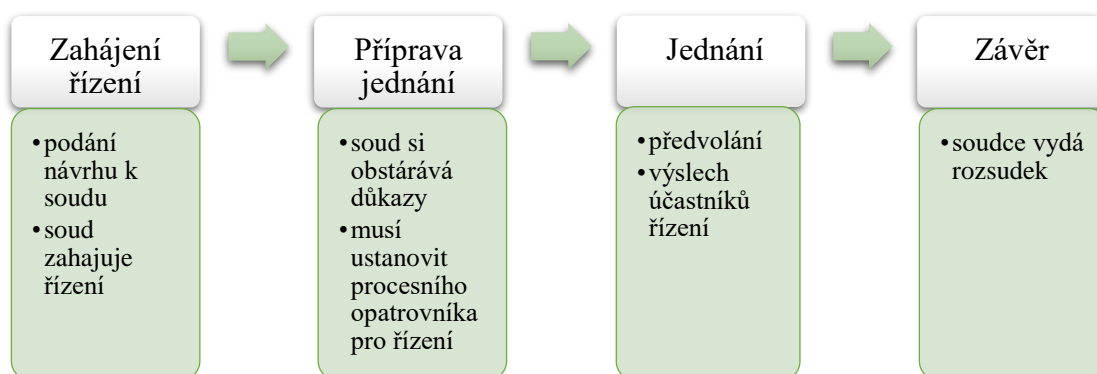 Zahájení
řízení
•podání
návrhu k
soudu
•soud
zahajuje
řízení
Příprava
jednání
•soud si
obstárává
důkazy
•musí
ustanovit
procesního
opatrovníka
pro řízení
Jednání
•předvolání
•výslech
účastníků
řízení
Závěr
•soudce vydá
rozsudek